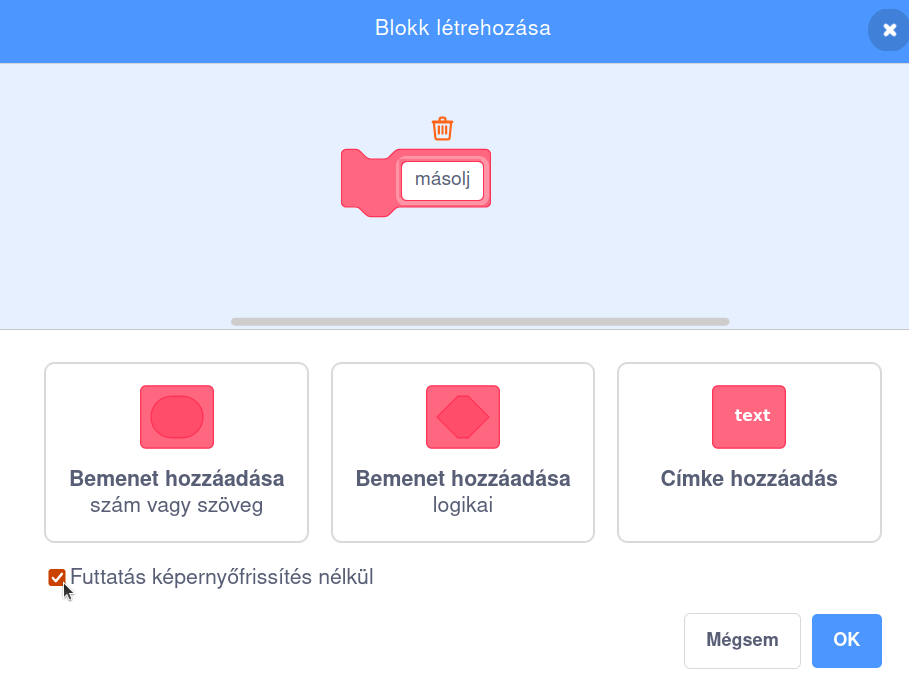 Blokk létrehozása
másolj
text
Bemenet hozzáadása
szám vagy szöveg
Bemenet hozzáadása
logikai
Címke hozzáadás
Futtatás képernyőfrissítés nélkül
Mégsem
OK